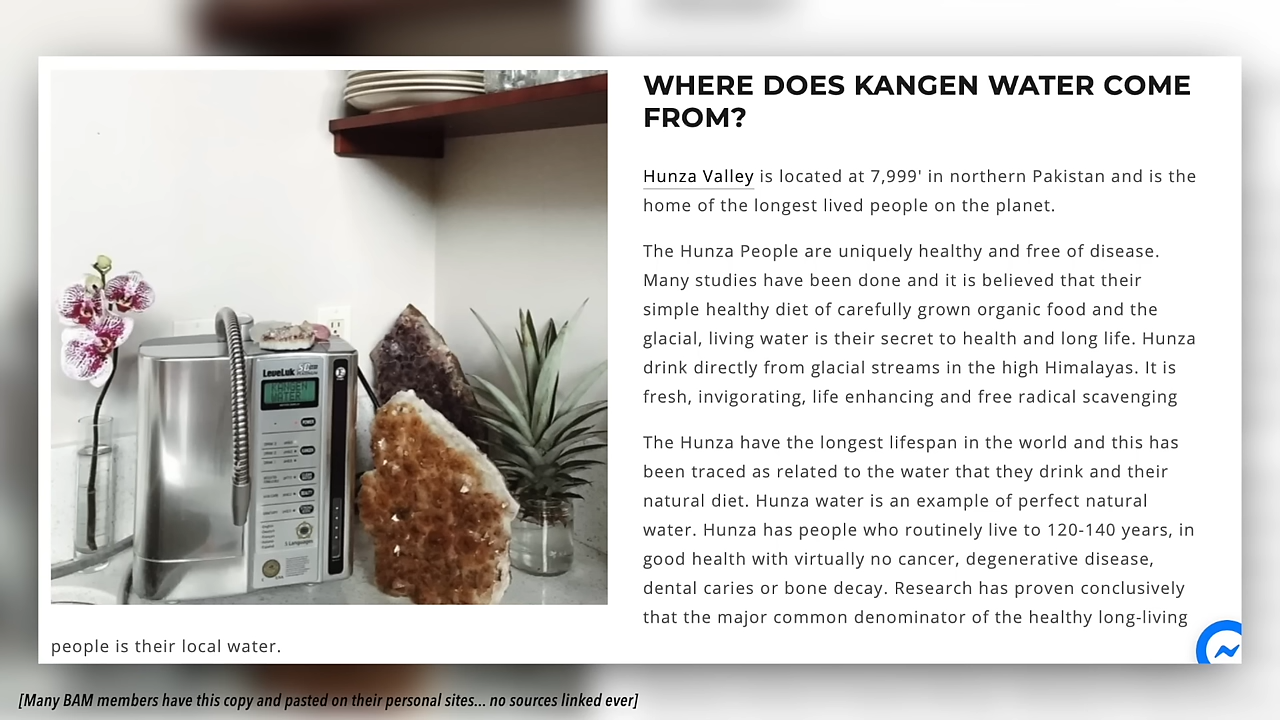 WHERE DOES KANGEN WATER COME
FROM?
Hunza Valley is located at 7,999' in northern Pakistan and is the
home of the longest lived people on the planet.
The Hunza People are uniquely healthy and free of disease.
Many studies have been done and it is believed that their
simple healthy diet of carefully grown organic food and the
glacial, living water is their secret to health and long life. Hunza
drink directly from glacial streams in the high Himalayas. It is
fresh, invigorating, life enhancing and free radical scavenging
The Hunza have the longest lifespan in the world and this has
been traced as related to the water that they drink and their
natural diet. Hunza water is an example of perfect natural
water. Hunza has people who routinely live to 120-140 years, in
good health with virtually no cancer, degenerative disease,
dental caries or bone decay. Research has proven conclusively
that the major common denominator of the healthy long-living
people is their local water.
LeveLuk
KANGEN
WATER
[Many BAM members have this copy and pasted on their personal sites... no sources linked ever]